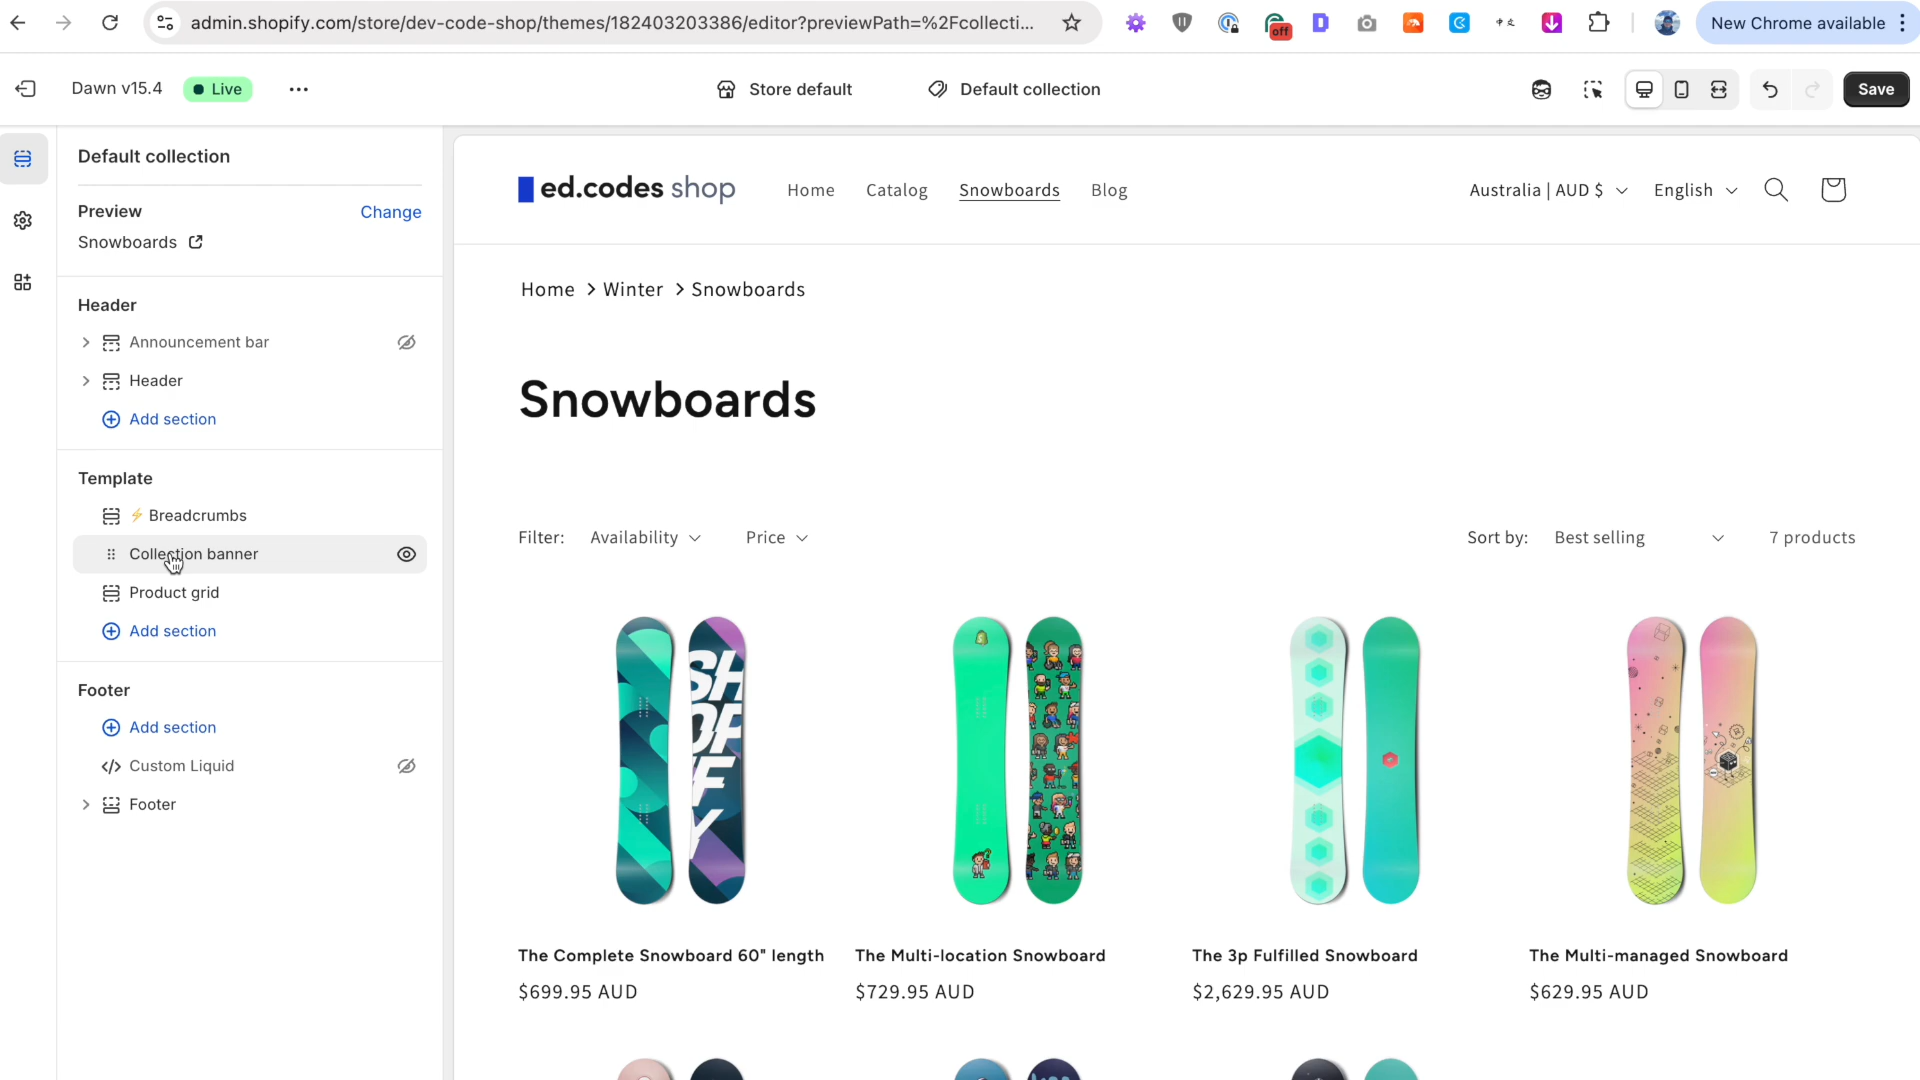 admin.shopify.com/store/dev-code-shop/themes/182403203386/editor?previewPath=%2Fcollecti...
off
New Chrome available
Dawn v15.4
Live
Store default
Default collection
Save
Default collection
Preview
Change
Snowboards
Header
Announcement bar
Header
Add section
Template
⚡ Breadcrumbs
Collection banner
Product grid
Add section
Footer
Add section
Custom Liquid
Footer
ed.codes shop
Home
Catalog
Snowboards
Blog
Australia | AUD $
English
Home > Winter > Snowboards
Snowboards
Filter:
Availability
Price
Sort by:
Best selling
7 products
SHOPIFY
The Complete Snowboard 60" length
$699.95 AUD
The Multi-location Snowboard
$729.95 AUD
The 3p Fulfilled Snowboard
$2,629.95 AUD
The Multi-managed Snowboard
$629.95 AUD